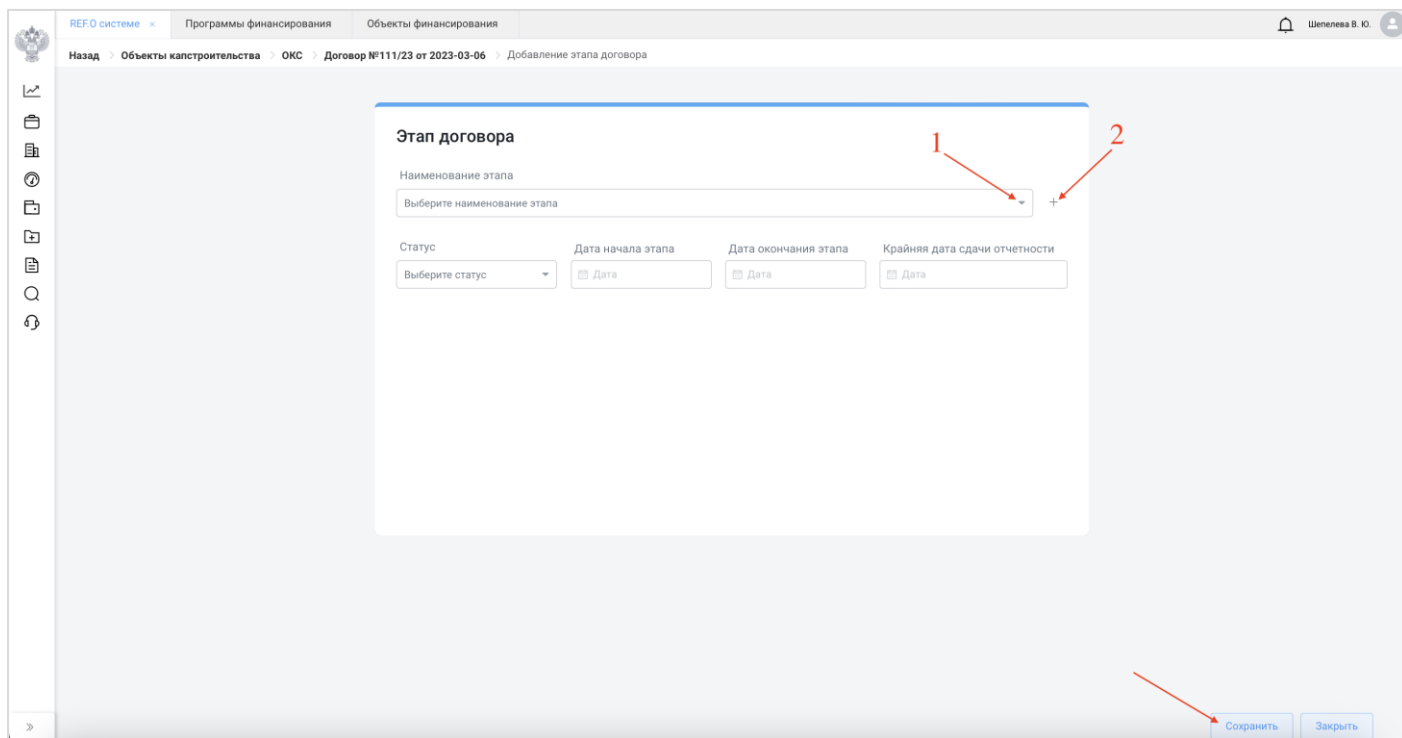 REF.О системе × Программы финансирования Объекты финансирования Шепелева В. Ю.
Назад > Объекты капстроительства > ОКС > Договор №111/23 от 2023-03-06 > Добавление этапа договора
Этап договора
1 2
Наименование этапа
Выберите наименование этапа +
Статус Дата начала этапа Дата окончания этапа Крайняя дата сдачи отчетности
Выберите статус Дата Дата Дата
Сохранить Закрыть